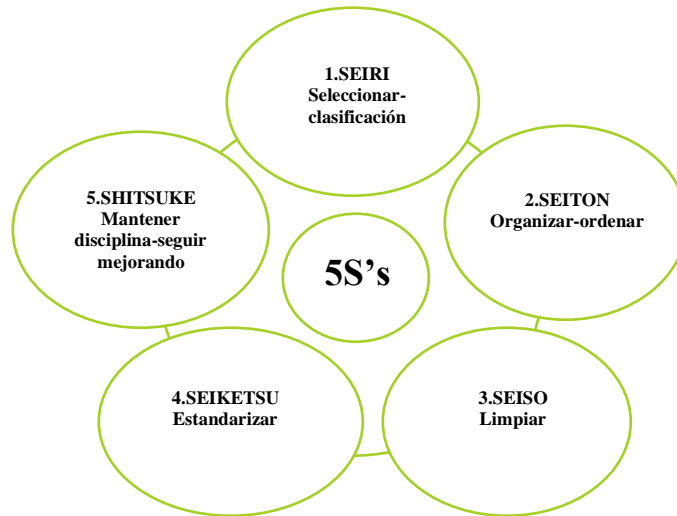 1.SEIRI
Seleccionar-
clasificación
2.SEITON
Organizar-ordenar
3.SEISO
Limpiar
4.SEIKETSU
Estandarizar
5.SHITSUKE
Mantener
disciplina-seguir
mejorando
5S’s